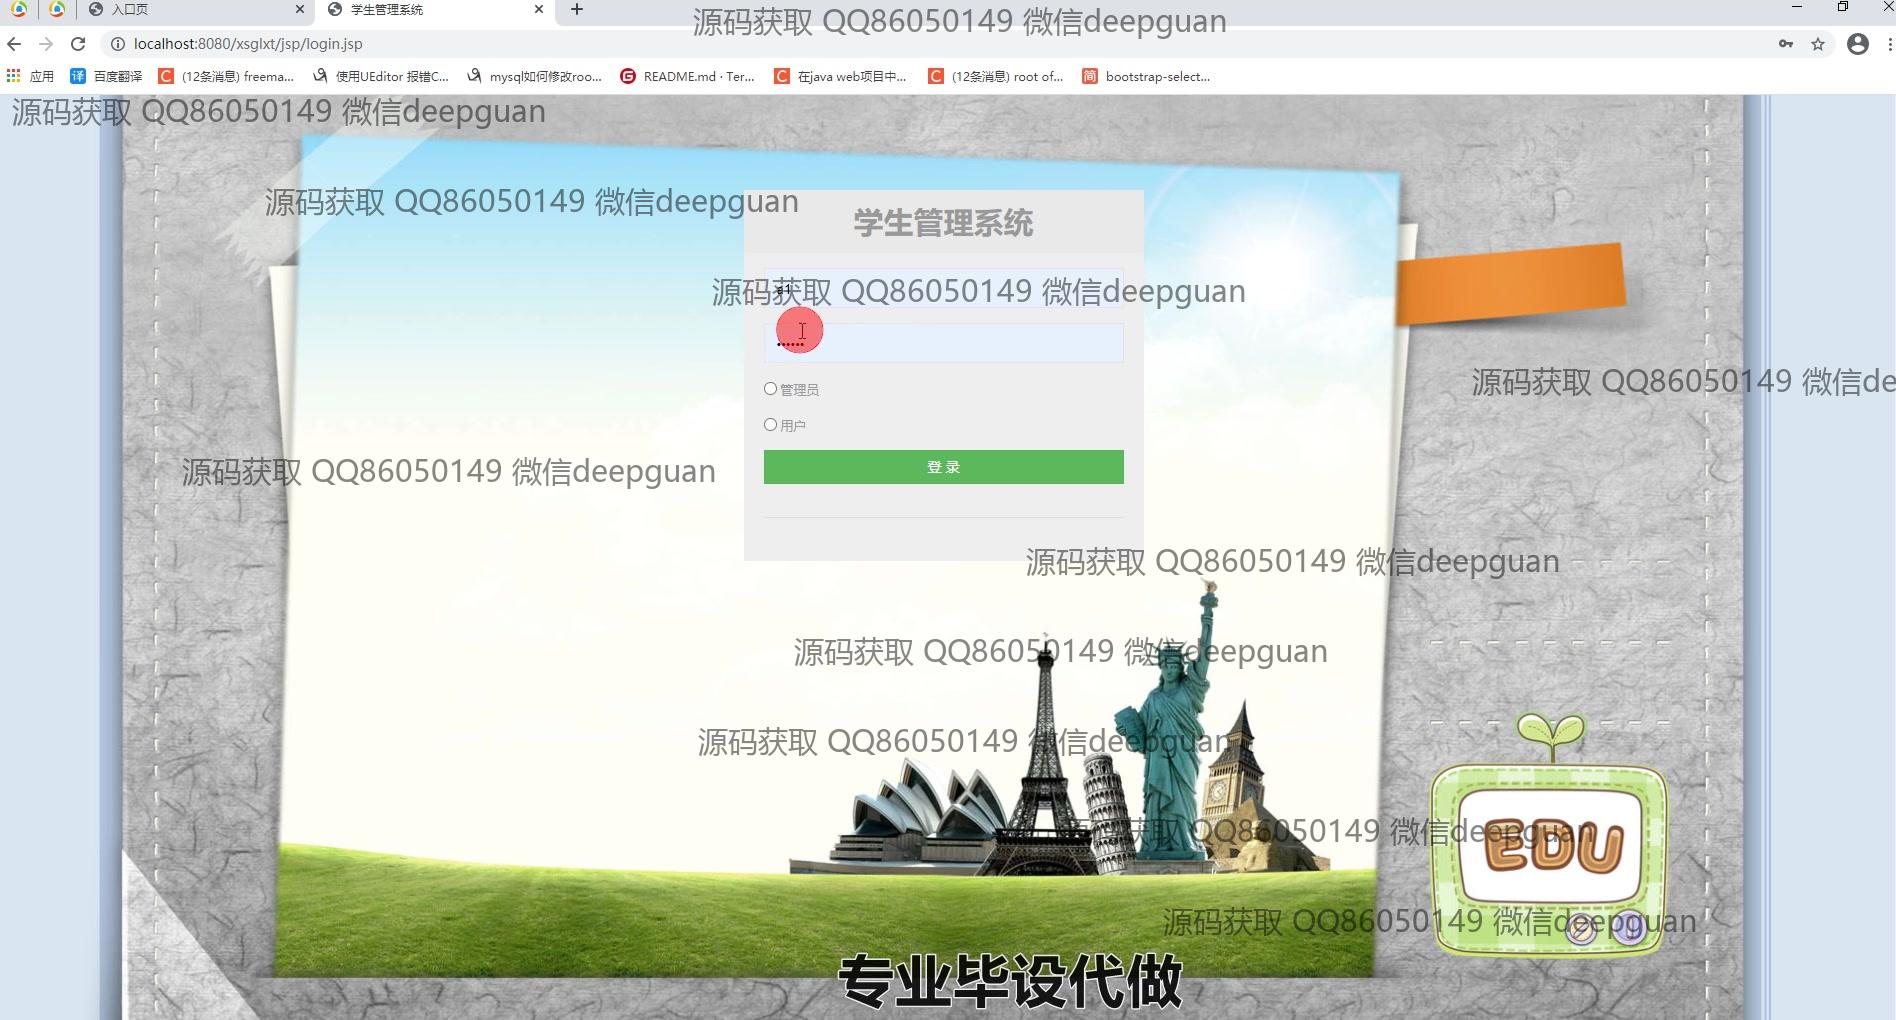 入口页
学生管理系统
源码获取 QQ86050149 微信deepguan
localhost:8080/xsglxt/jsp/login.jsp
应用
译 百度翻译
C (12条消息) freema...
使用UEditor 报错C...
mysql如何修改roo...
G README.md · Ter...
C 在java web项目中...
C (12条消息) root of...
简 bootstrap-select...
源码获取 QQ86050149 微信deepguan
源码获取 QQ86050149 微信deepguan
学生管理系统
a1
源码获取 QQ86050149 微信deepguan
••••••
管理员
源码获取 QQ86050149 微信de
用户
登 录
源码获取 QQ86050149 微信deepguan
源码获取 QQ86050149 微信deepguan
源码获取 QQ86050149 微信deepguan
源码获取 QQ86050149 微信deepguan
源码获取 QQ86050149 微信deepguan
EDU
源码获取 QQ86050149 微信deepguan
专业毕设代做